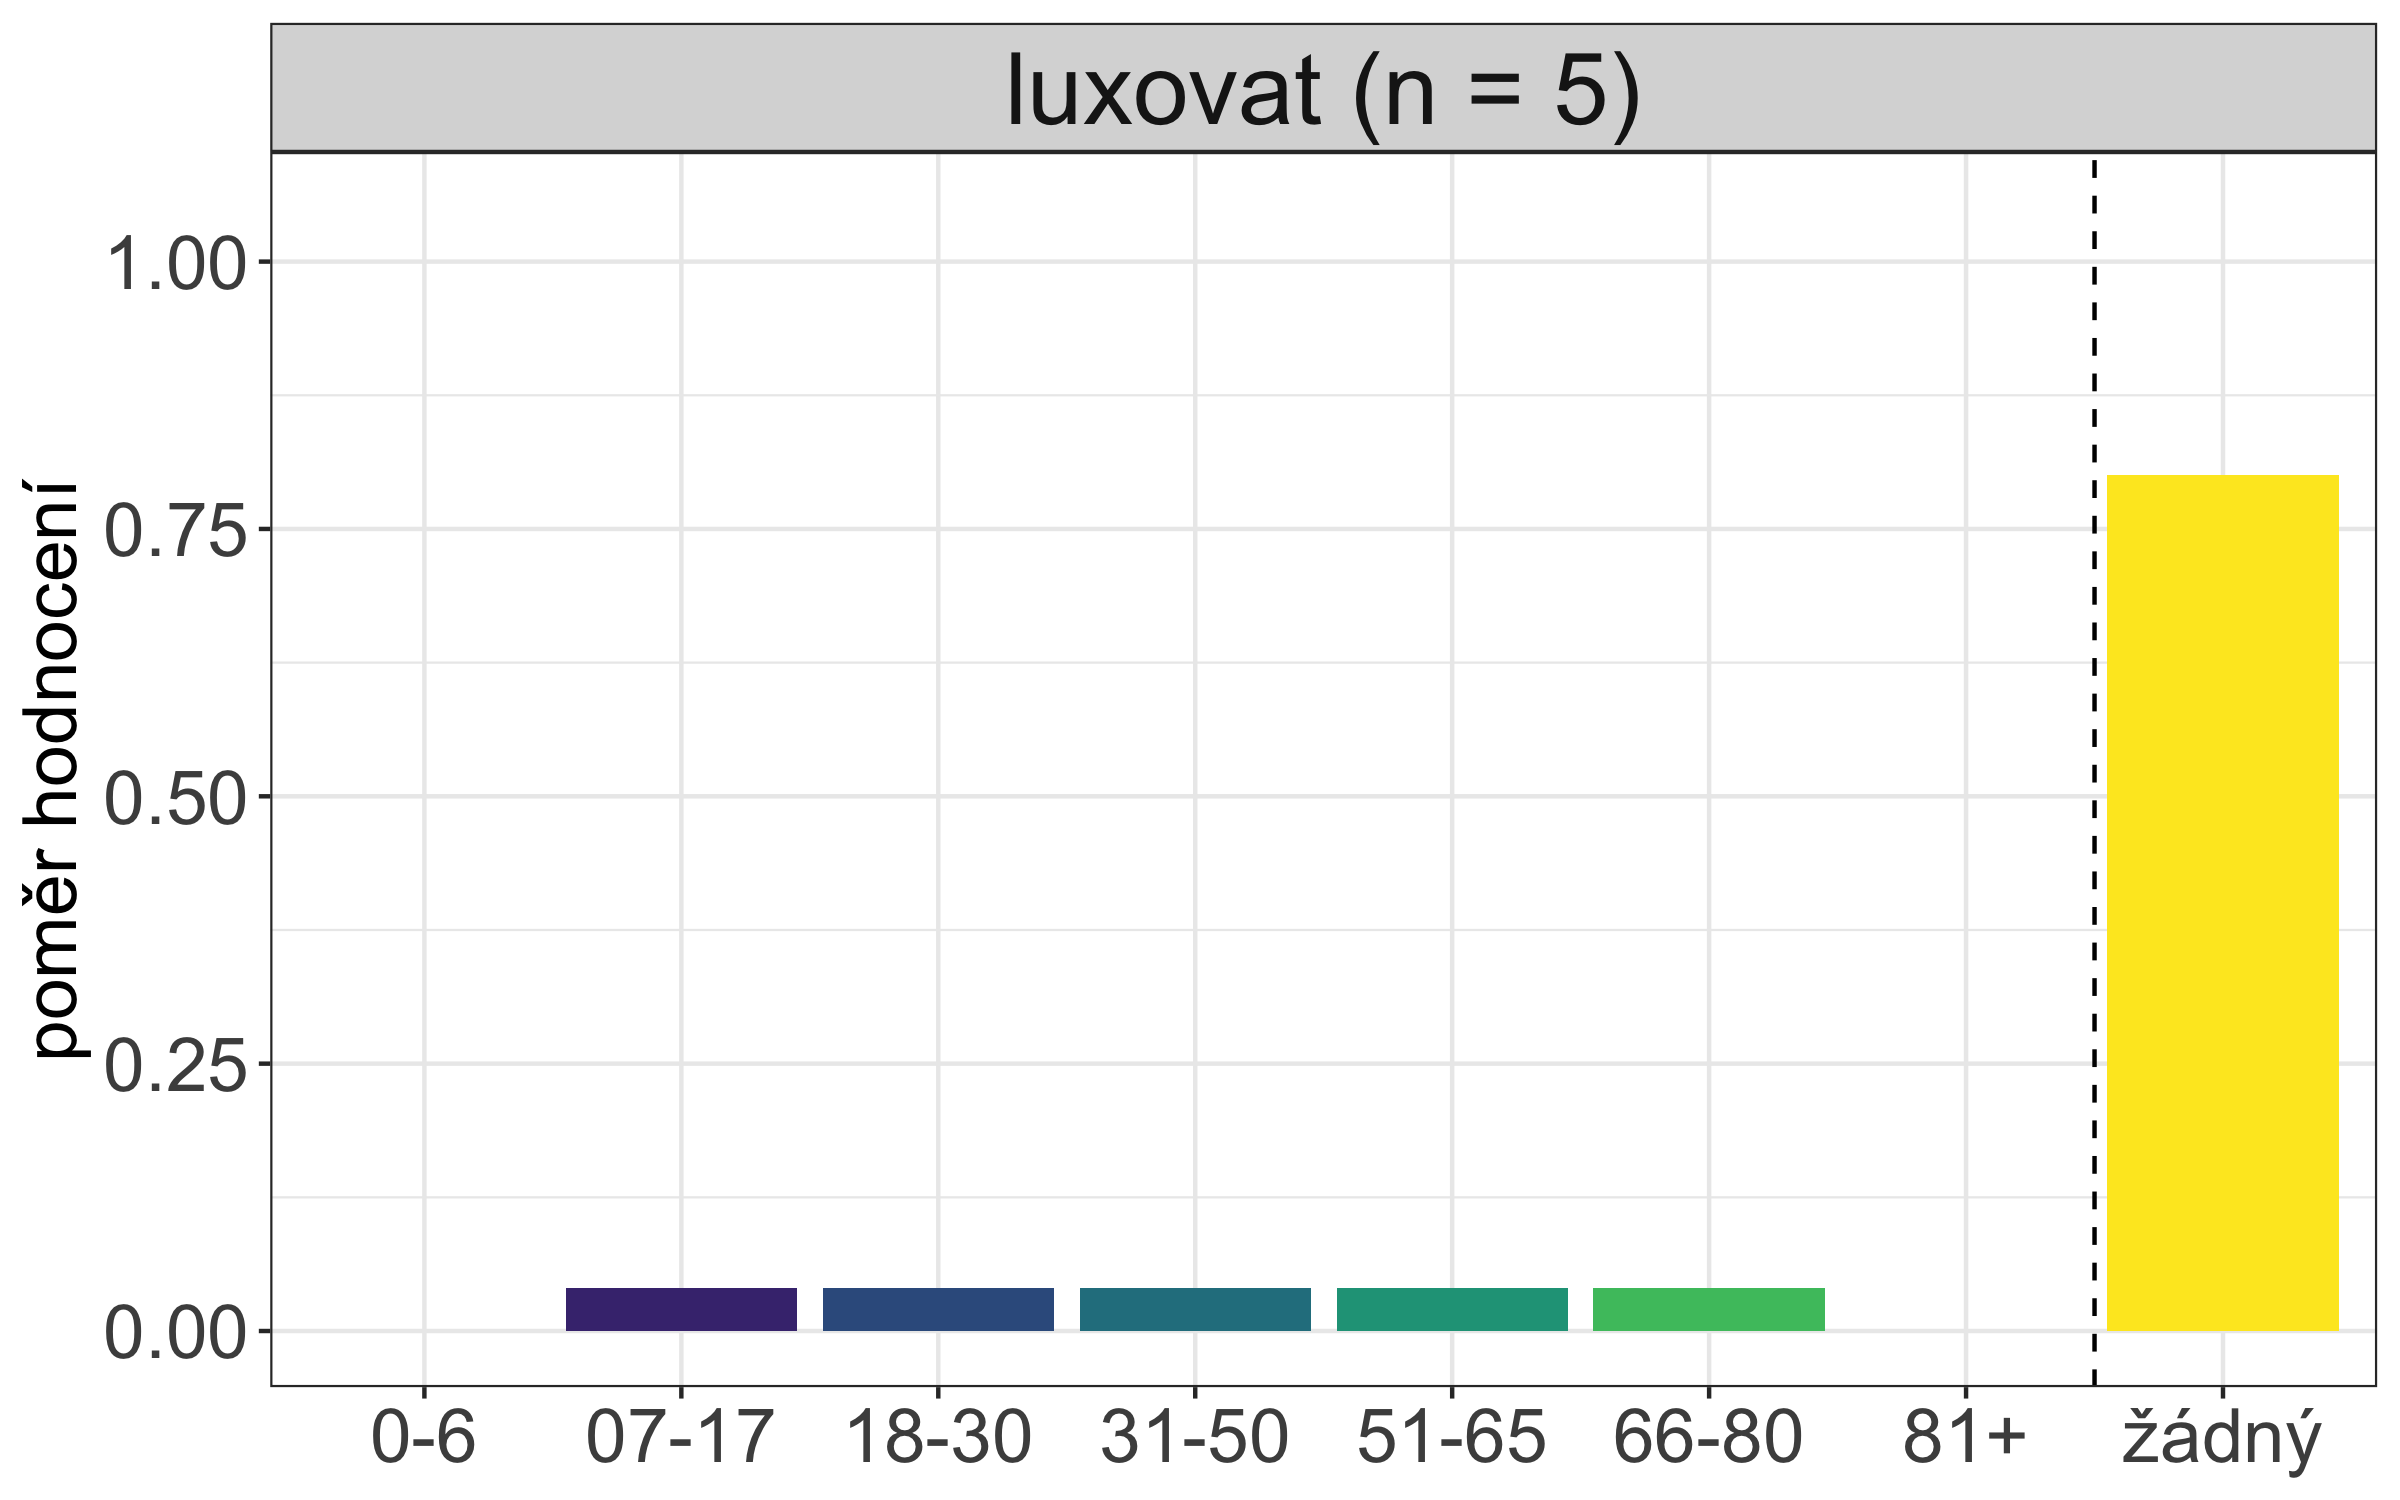 luxovat (n = 5)
poměr hodnocení
1.00
0.75
0.50
0.25
0.00
0-6 07-17 18-30 31-50 51-65 66-80 81+ žádný